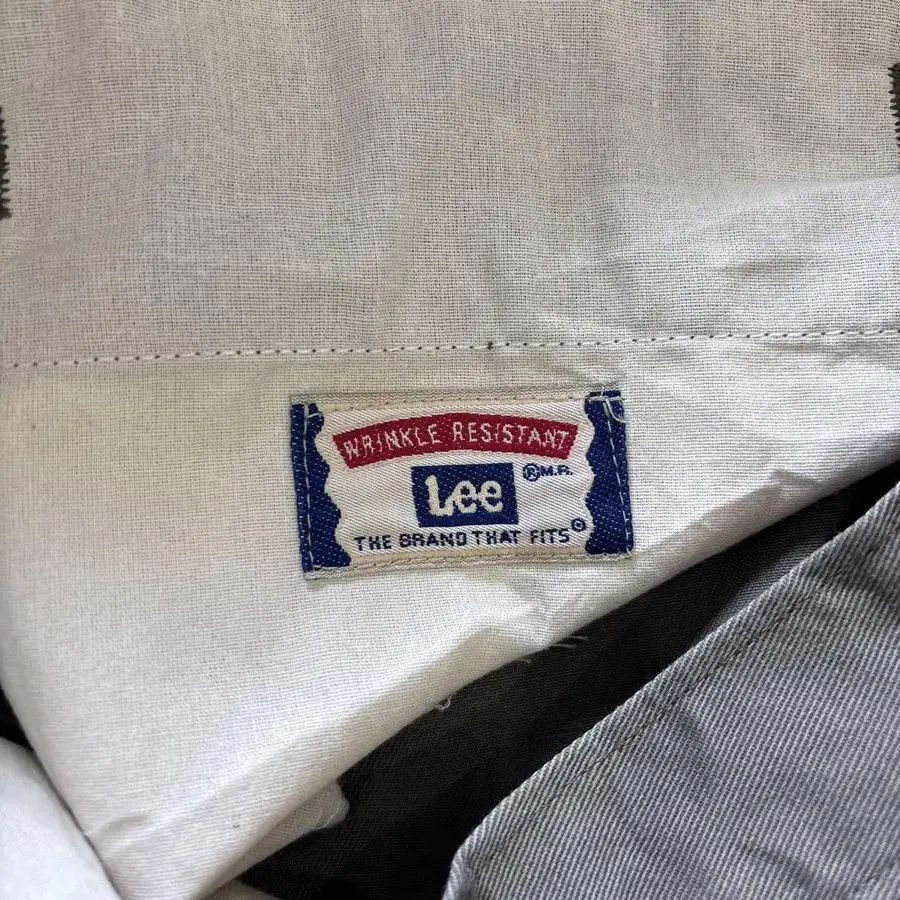 WRINKLE RESISTANT
Lee ®M.R.
THE BRAND THAT FITS